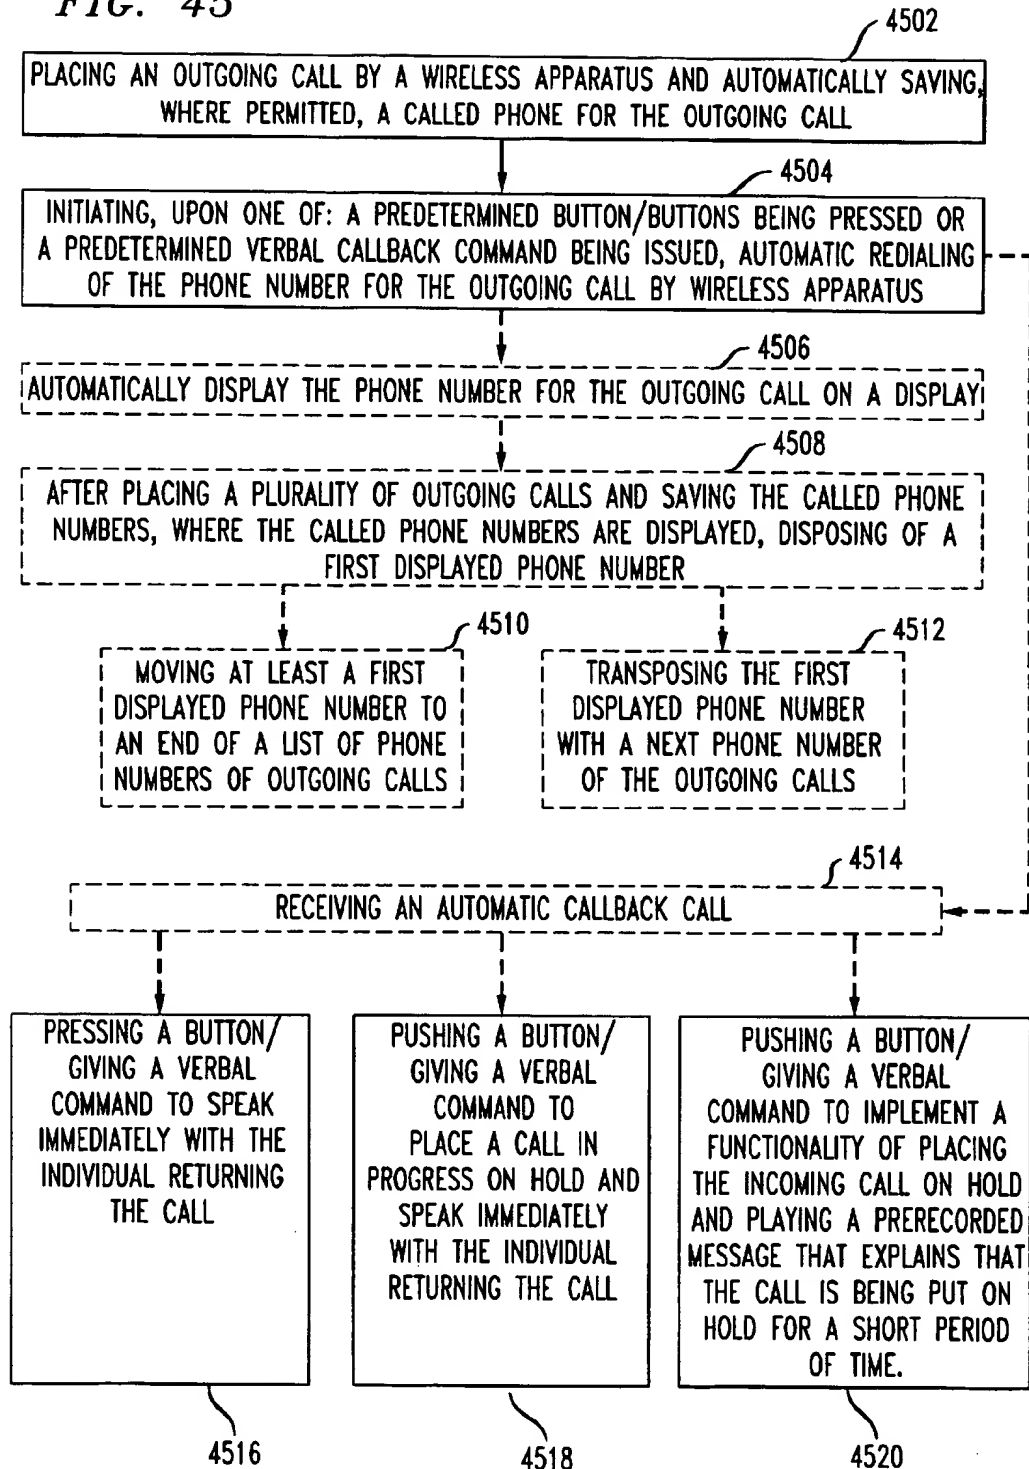 FIG. 45
4502
PLACING AN OUTGOING CALL BY A WIRELESS APPARATUS AND AUTOMATICALLY SAVING,
WHERE PERMITTED, A CALLED PHONE FOR THE OUTGOING CALL
4504
INITIATING, UPON ONE OF: A PREDETERMINED BUTTON/BUTTONS BEING PRESSED OR
A PREDETERMINED VERBAL CALLBACK COMMAND BEING ISSUED, AUTOMATIC REDIALING
OF THE PHONE NUMBER FOR THE OUTGOING CALL BY WIRELESS APPARATUS
4506
AUTOMATICALLY DISPLAY THE PHONE NUMBER FOR THE OUTGOING CALL ON A DISPLAY
4508
AFTER PLACING A PLURALITY OF OUTGOING CALLS AND SAVING THE CALLED PHONE
NUMBERS, WHERE THE CALLED PHONE NUMBERS ARE DISPLAYED, DISPOSING OF A
FIRST DISPLAYED PHONE NUMBER
4510
MOVING AT LEAST A FIRST
DISPLAYED PHONE NUMBER TO
AN END OF A LIST OF PHONE
NUMBERS OF OUTGOING CALLS
4512
TRANSPOSING THE FIRST
DISPLAYED PHONE NUMBER
WITH A NEXT PHONE NUMBER
OF THE OUTGOING CALLS
4514
RECEIVING AN AUTOMATIC CALLBACK CALL
PRESSING A BUTTON/
GIVING A VERBAL
COMMAND TO SPEAK
IMMEDIATELY WITH THE
INDIVIDUAL RETURNING
THE CALL
4516
PUSHING A BUTTON/
GIVING A VERBAL
COMMAND TO
PLACE A CALL IN
PROGRESS ON HOLD AND
SPEAK IMMEDIATELY
WITH THE INDIVIDUAL
RETURNING THE CALL
4518
PUSHING A BUTTON/
GIVING A VERBAL
COMMAND TO IMPLEMENT A
FUNCTIONALITY OF PLACING
THE INCOMING CALL ON HOLD
AND PLAYING A PRERECORDED
MESSAGE THAT EXPLAINS THAT
THE CALL IS BEING PUT ON
HOLD FOR A SHORT PERIOD
OF TIME.
4520